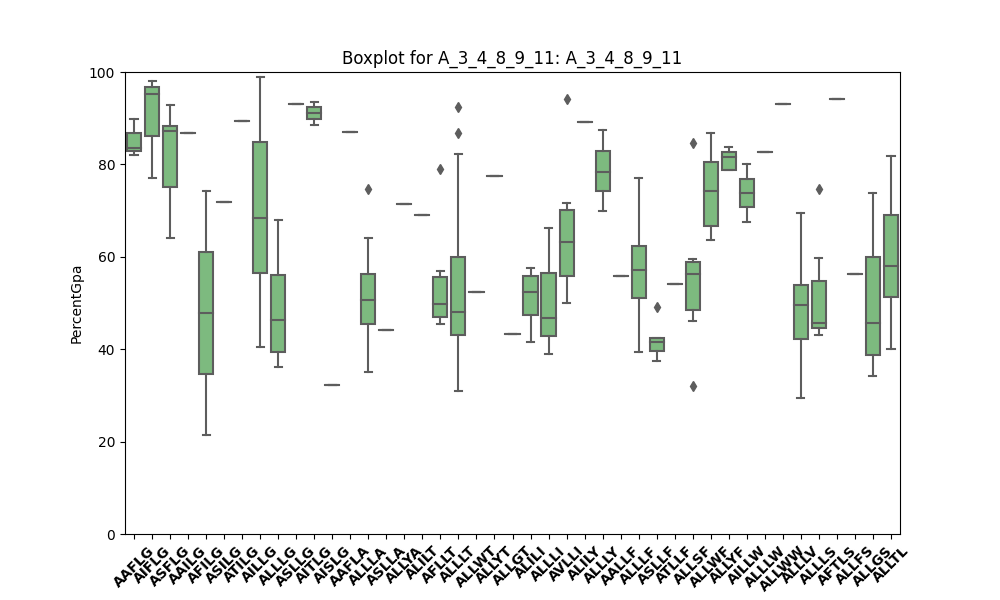 Boxplot for A_3_4_8_9_11: A_3_4_8_9_11
PercentGpa
100
80
60
40
20
0
AAFLG
AIFLG
ASFLG
AAILG
AFILG
ASILG
ATILG
AILLG
ALLLG
ASLLG
AITLG
AISLG
AAFLA
ALLLA
ASLLA
ALLYA
ALILT
AFLLT
ALLLT
ALLWT
ALLYT
ALLGT
ALILI
ALLLI
AVLLI
ALILY
ALLLY
AALLF
ALLLF
ASLLF
ATLLF
ALLSF
ALLWF
ALLYF
AILLW
ALLLW
ALLWW
ALLLV
ALLLS
AFTLS
ALLFS
ALLGS
ALLTL